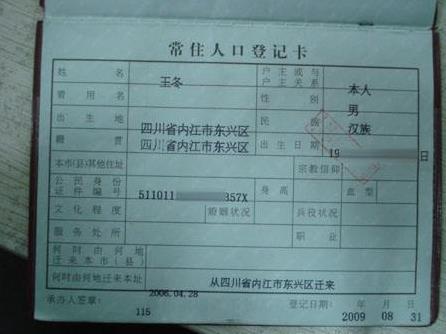 常住人口登记卡
姓名 王冬 户主或与户主关系 本人
曾用名 性别 男
出生地 四川省内江市东兴区 民族 汉族
籍贯 四川省内江市东兴区 出生日期 19 日
本市(县)其他住址 宗教信仰
公民身份证件编号 511011 357X 身高 血型
文化程度 婚姻状况 兵役状况
服务处所 职业
何时由何地迁来本市(县)
何时由何地迁来本址 2006.04.28 从四川省内江市东兴区迁来
承办人签章: 115 登记日期: 年 月 日
2009 08 31